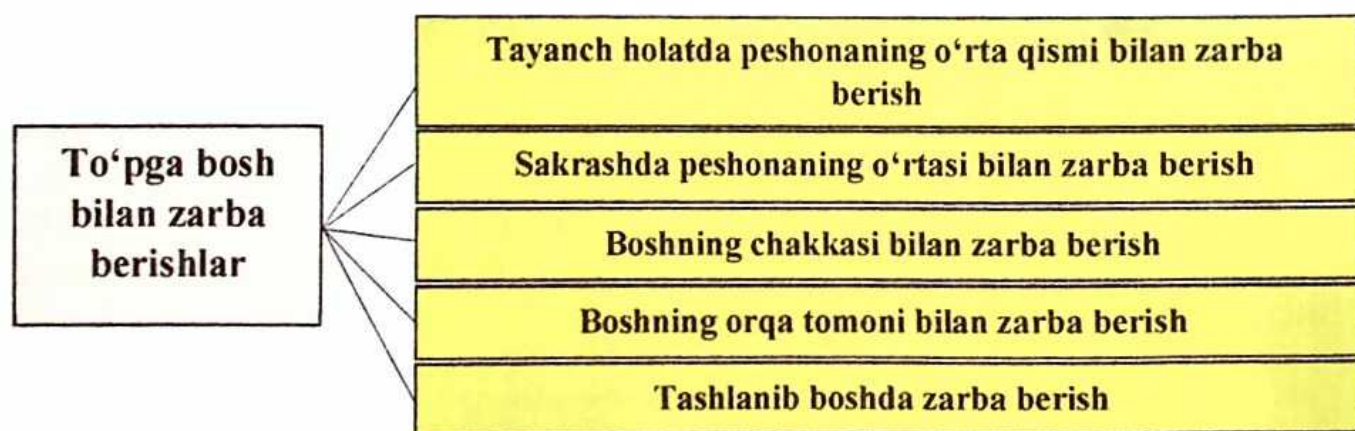 To‘pga bosh
bilan zarba
berishlar
Tayanch holatda peshonaning o‘rta qismi bilan zarba
berish
Sakrashda peshonaning o‘rtasi bilan zarba berish
Boshning chakkasi bilan zarba berish
Boshning orqa tomoni bilan zarba berish
Tashlanib boshda zarba berish